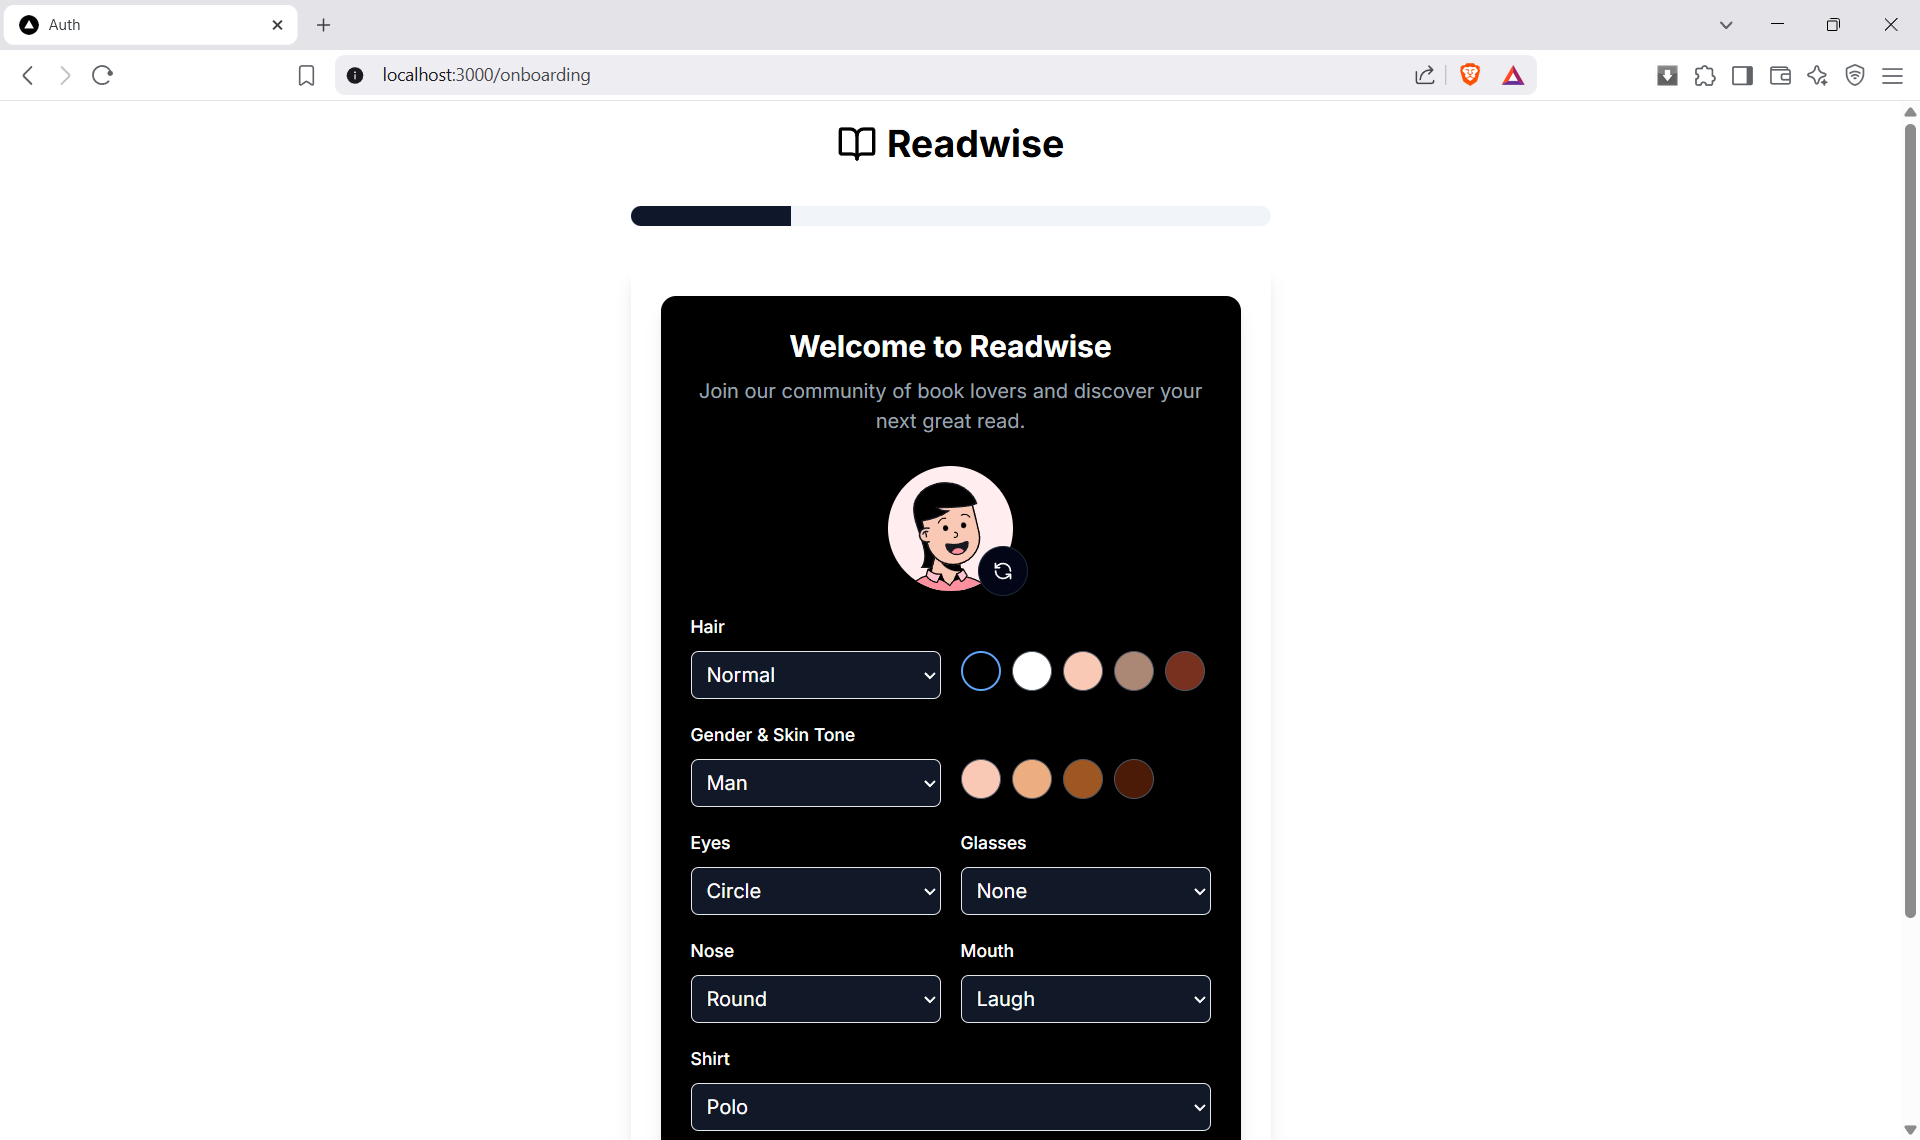 Auth
localhost:3000/onboarding
Readwise
Welcome to Readwise
Join our community of book lovers and discover your
next great read.
Hair
Normal
Gender & Skin Tone
Man
Eyes
Glasses
Circle
None
Nose
Mouth
Round
Laugh
Shirt
Polo